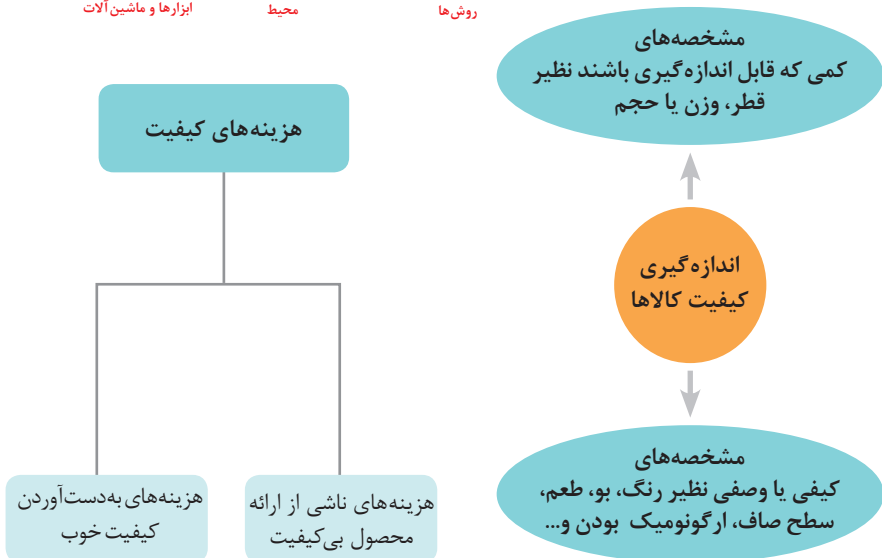 روش‌ها
محیط
ابزارها و ماشین‌آلات
مشخصه‌های
کمی که قابل اندازه‌گیری باشند نظیر
قطر، وزن یا حجم
اندازه‌گیری
کیفیت کالاها
مشخصه‌های
کیفی یا وصفی نظیر رنگ، بو، طعم،
سطح صاف، ارگونومیک بودن و...
هزینه‌های کیفیت
هزینه‌های ناشی از ارائه
محصول بی‌کیفیت
هزینه‌های به‌دست‌آوردن
کیفیت خوب